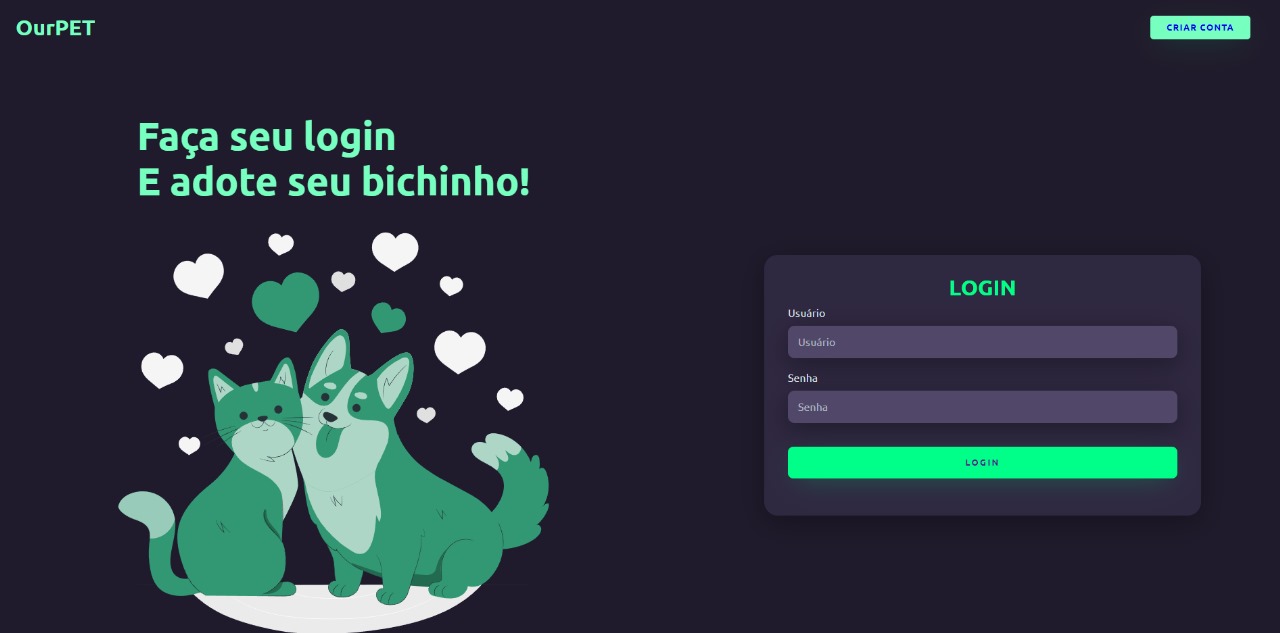 OurPET
CRIAR CONTA
Faça seu login
E adote seu bichinho!
LOGIN
Usuário
Usuário
Senha
Senha
LOGIN